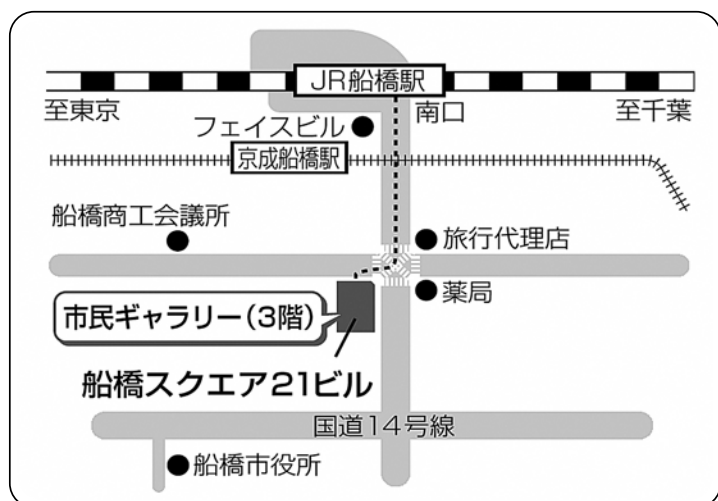 JR船橋駅
至東京
南口
至千葉
フェイスビル
京成船橋駅
船橋商工会議所
旅行代理店
薬局
市民ギャラリー(3階)
船橋スクエア21ビル
国道14号線
船橋市役所